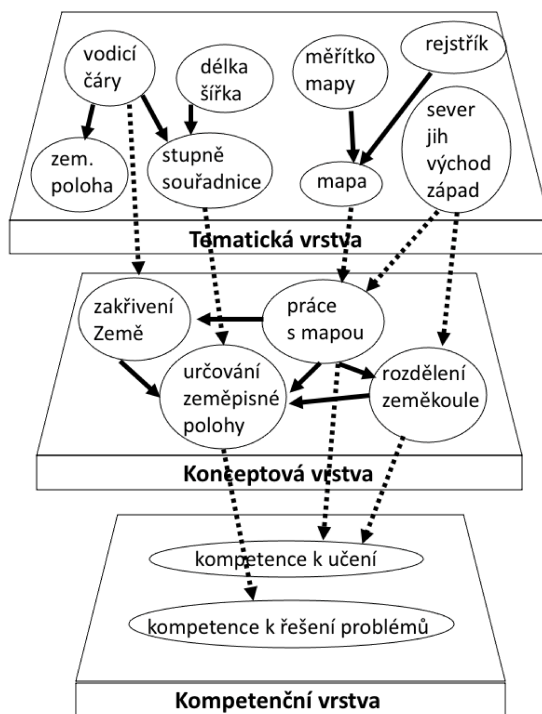 vodicí
čáry
délka
šířka
měřítko
mapy
rejstřík
zem.
poloha
stupně
souřadnice
mapa
sever
jih
východ
západ
Tematická vrstva
zakřivení
Země
práce
s mapou
určování
zeměpisné
polohy
rozdělení
zeměkoule
Konceptová vrstva
kompetence k učení
kompetence k řešení problémů
Kompetenční vrstva